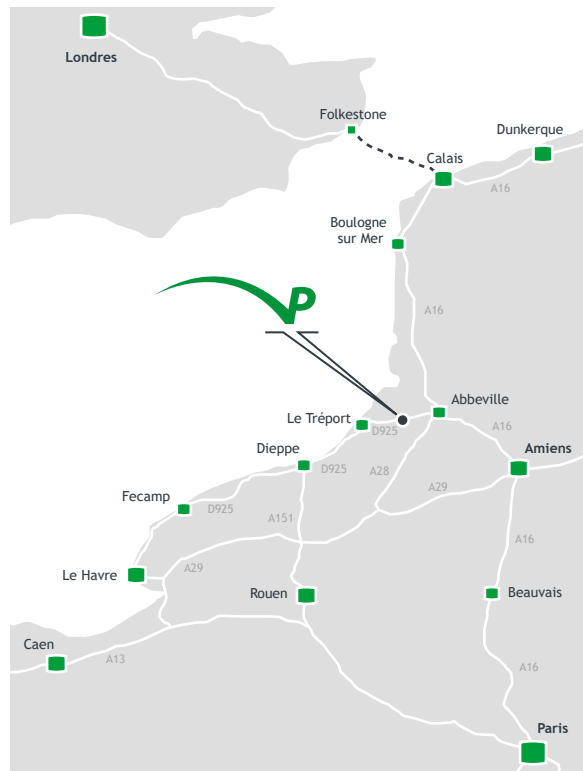 Londres
Folkestone
Dunkerque
Calais
A16
Boulogne
sur Mer
P
A16
Abbeville
Le Tréport
D925
A16
Dieppe
Amiens
D925
A28
A29
Fecamp
D925
A151
A16
A29
Le Havre
Rouen
Beauvais
Caen
A13
A16
Paris